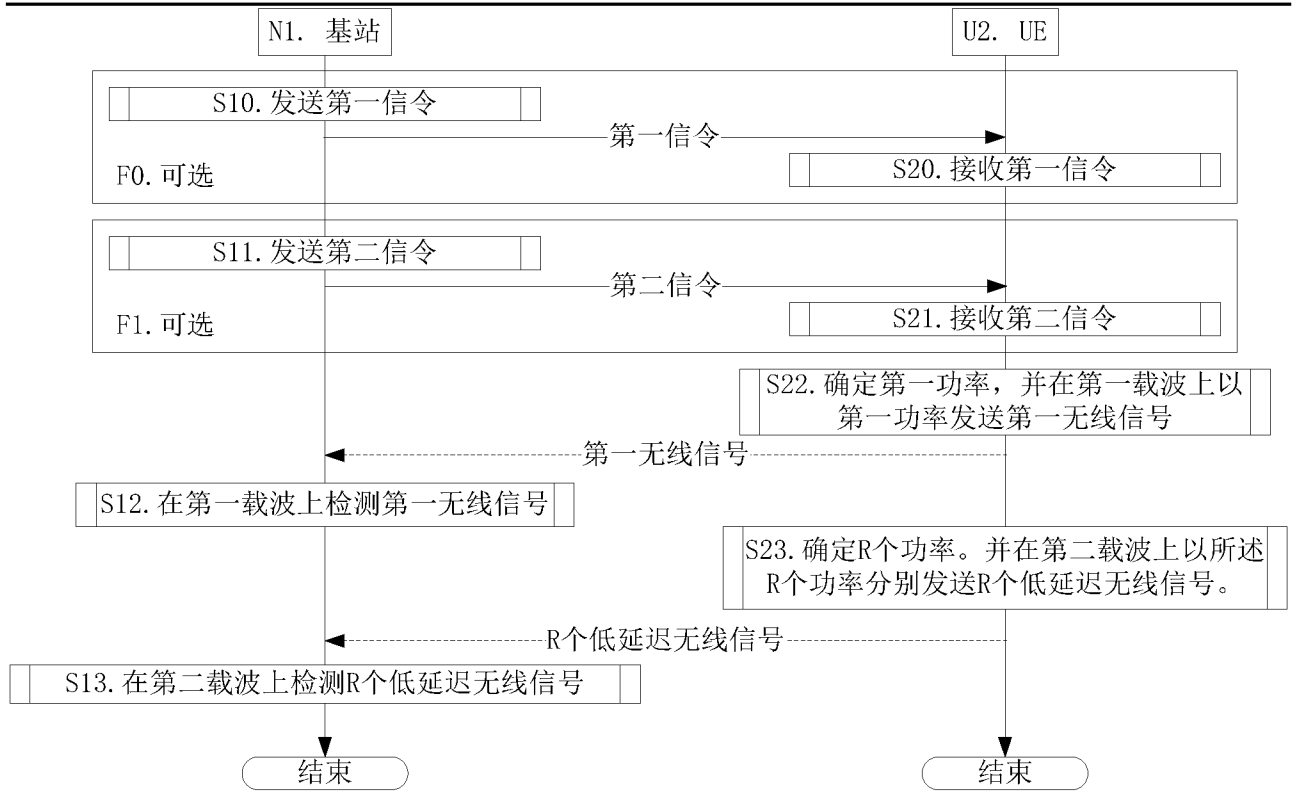 N1. 基站
U2. UE
S10.发送第一信令
第一信令
S20.接收第一信令
F0.可选
S11.发送第二信令
第二信令
S21.接收第二信令
F1.可选
S22.确定第一功率，并在第一载波上以
第一功率发送第一无线信号
第一无线信号
S12.在第一载波上检测第一无线信号
S23.确定R个功率。并在第二载波上以所述
R个功率分别发送R个低延迟无线信号。
R个低延迟无线信号
S13.在第二载波上检测R个低延迟无线信号
结束
结束